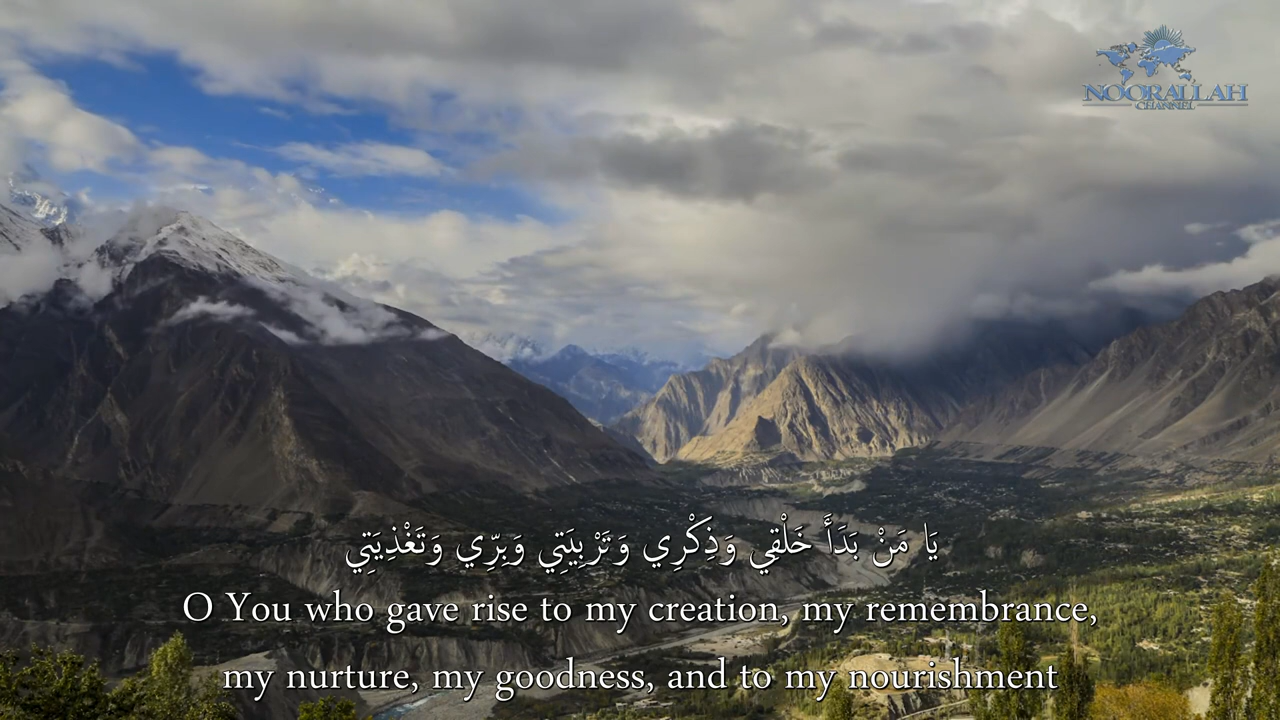 NOORALLAH
CHANNEL
يَا مَنْ بَدَأَ خَلْقِي وَذِكْرِي وَتَرْبِيَتِي وَبِرِّي وَتَغْذِيَتِي
O You who gave rise to my creation, my remembrance,
my nurture, my goodness, and to my nourishment